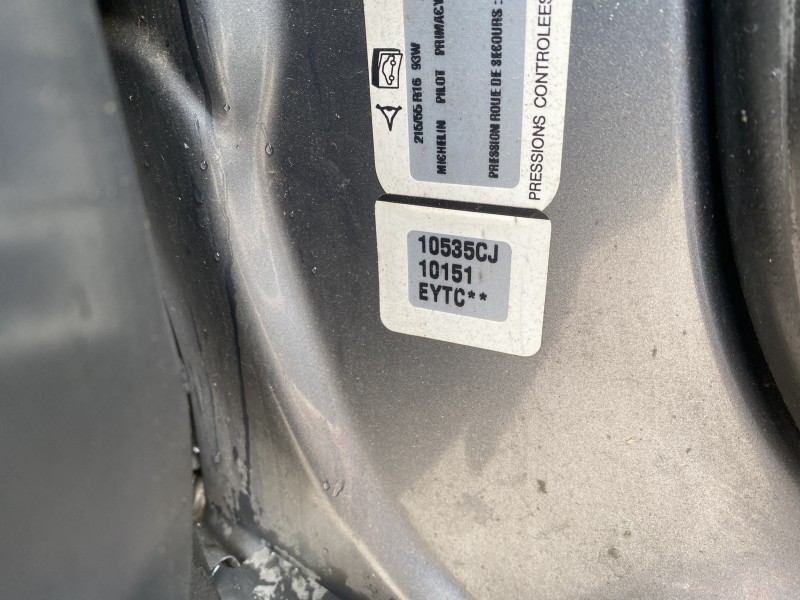 215/55 R16 93W
MICHELIN PILOT PRIMACY
PRESSION ROUE DE SECOURS :
PRESSIONS CONTROLEES
10535CJ
10151
EYTC**